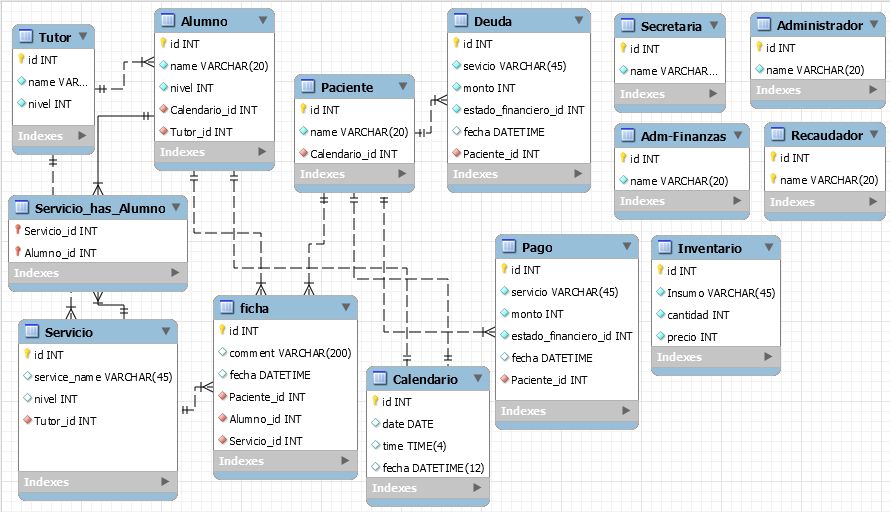 Tutor
id INT
name VAR...
nivel INT
Indexes
Alumno
id INT
name VARCHAR(20)
nivel INT
Calendario_id INT
Tutor_id INT
Indexes
Paciente
id INT
name VARCHAR(20)
Calendario_id INT
Indexes
Deuda
id INT
sevicio VARCHAR(45)
monto INT
estado_financiero_id INT
fecha DATETIME
Paciente_id INT
Indexes
Secretaria
id INT
name VARCHAR...
Indexes
Administrador
id INT
name VARCHAR(20)
Indexes
Adm-Finanzas
id INT
name VARCHAR(20)
Indexes
Recaudador
id INT
name VARCHAR(20)
Indexes
Servicio_has_Alumno
Servicio_id INT
Alumno_id INT
Indexes
Servicio
id INT
service_name VARCHAR(45)
nivel INT
Tutor_id INT
Indexes
ficha
id INT
comment VARCHAR(200)
fecha DATETIME
Paciente_id INT
Alumno_id INT
Servicio_id INT
Indexes
Calendario
id INT
date DATE
time TIME(4)
fecha DATETIME(12)
Indexes
Pago
id INT
servicio VARCHAR(45)
monto INT
estado_financiero_id INT
fecha DATETIME
Paciente_id INT
Indexes
Inventario
id INT
Insumo VARCHAR(45)
cantidad INT
precio INT
Indexes